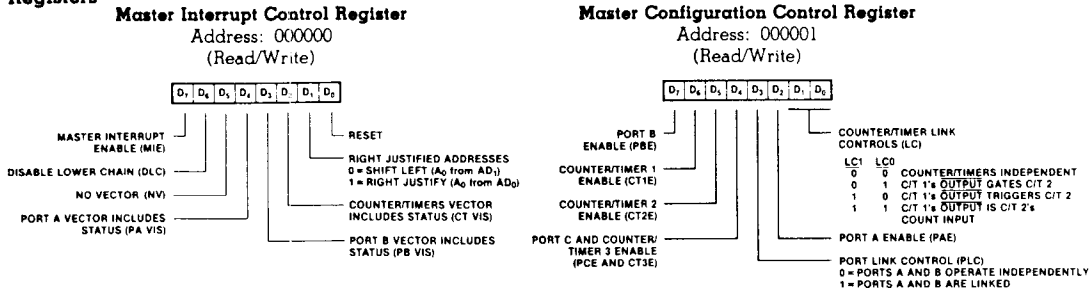 Registers
Master Interrupt Control Register
Address: 000000
(Read/Write)
D7 D6 D5 D4 D3 D2 D1 D0
MASTER INTERRUPT
ENABLE (MIE)
DISABLE LOWER CHAIN (DLC)
NO VECTOR (NV)
PORT A VECTOR INCLUDES
STATUS (PA VIS)
RESET
RIGHT JUSTIFIED ADDRESSES
0 = SHIFT LEFT (A0 from AD1)
1 = RIGHT JUSTIFY (A0 from AD0)
COUNTER/TIMERS VECTOR
INCLUDES STATUS (CT VIS)
PORT B VECTOR INCLUDES
STATUS (PB VIS)
Master Configuration Control Register
Address: 000001
(Read/Write)
D7 D6 D5 D4 D3 D2 D1 D0
PORT B
ENABLE (PBE)
COUNTER/TIMER 1
ENABLE (CT1E)
COUNTER/TIMER 2
ENABLE (CT2E)
PORT C AND COUNTER/
TIMER 3 ENABLE
(PCE AND CT3E)
COUNTER/TIMER LINK
CONTROLS (LC)
LC1 LC0
0 0 COUNTER/TIMERS INDEPENDENT
0 1 C/T 1's OUTPUT GATES C/T 2
1 0 C/T 1's OUTPUT TRIGGERS C/T 2
1 1 C/T 1's OUTPUT IS C/T 2's
COUNT INPUT
PORT A ENABLE (PAE)
PORT LINK CONTROL (PLC)
0 = PORTS A AND B OPERATE INDEPENDENTLY
1 = PORTS A AND B ARE LINKED